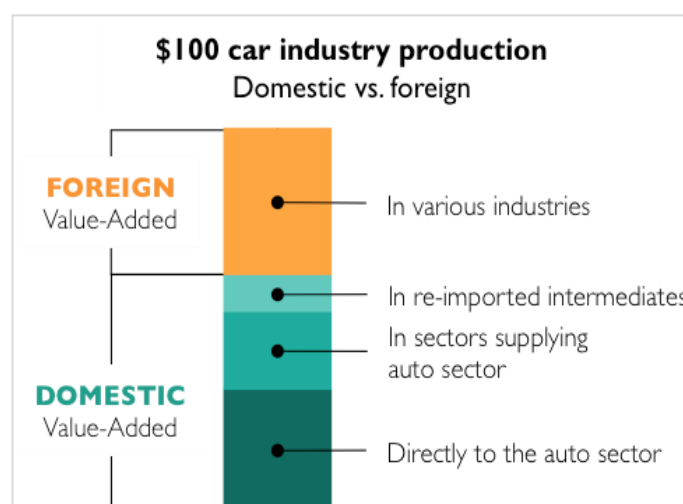 $100 car industry production
Domestic vs. foreign
FOREIGN
Value-Added
In various industries
In re-imported intermediates
In sectors supplying
auto sector
DOMESTIC
Value-Added
Directly to the auto sector